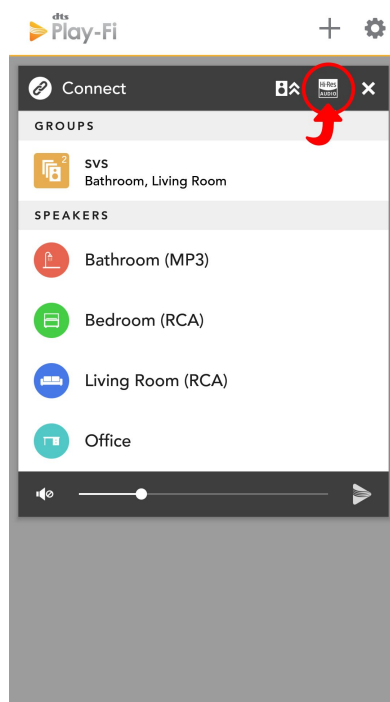 dts
Play-Fi
Connect
Hi-Res
AUDIO
GROUPS
2
svs
Bathroom, Living Room
SPEAKERS
Bathroom (MP3)
Bedroom (RCA)
Living Room (RCA)
Office